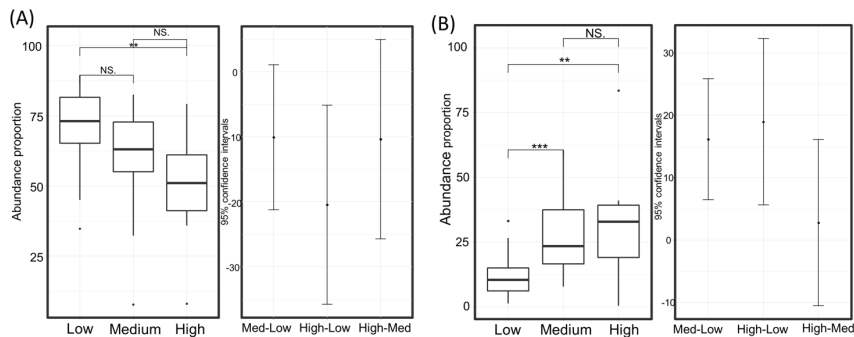 (A)
100
75
50
25
Abundance proportion
NS.
**
NS.
Low Medium High
0
-10
-20
-30
95% confidence intervals
Med-Low High-Low High-Med
(B)
100
75
50
25
0
Abundance proportion
NS.
**
***
Low Medium High
30
20
10
0
-10
95% confidence intervals
Med-Low High-Low High-Med